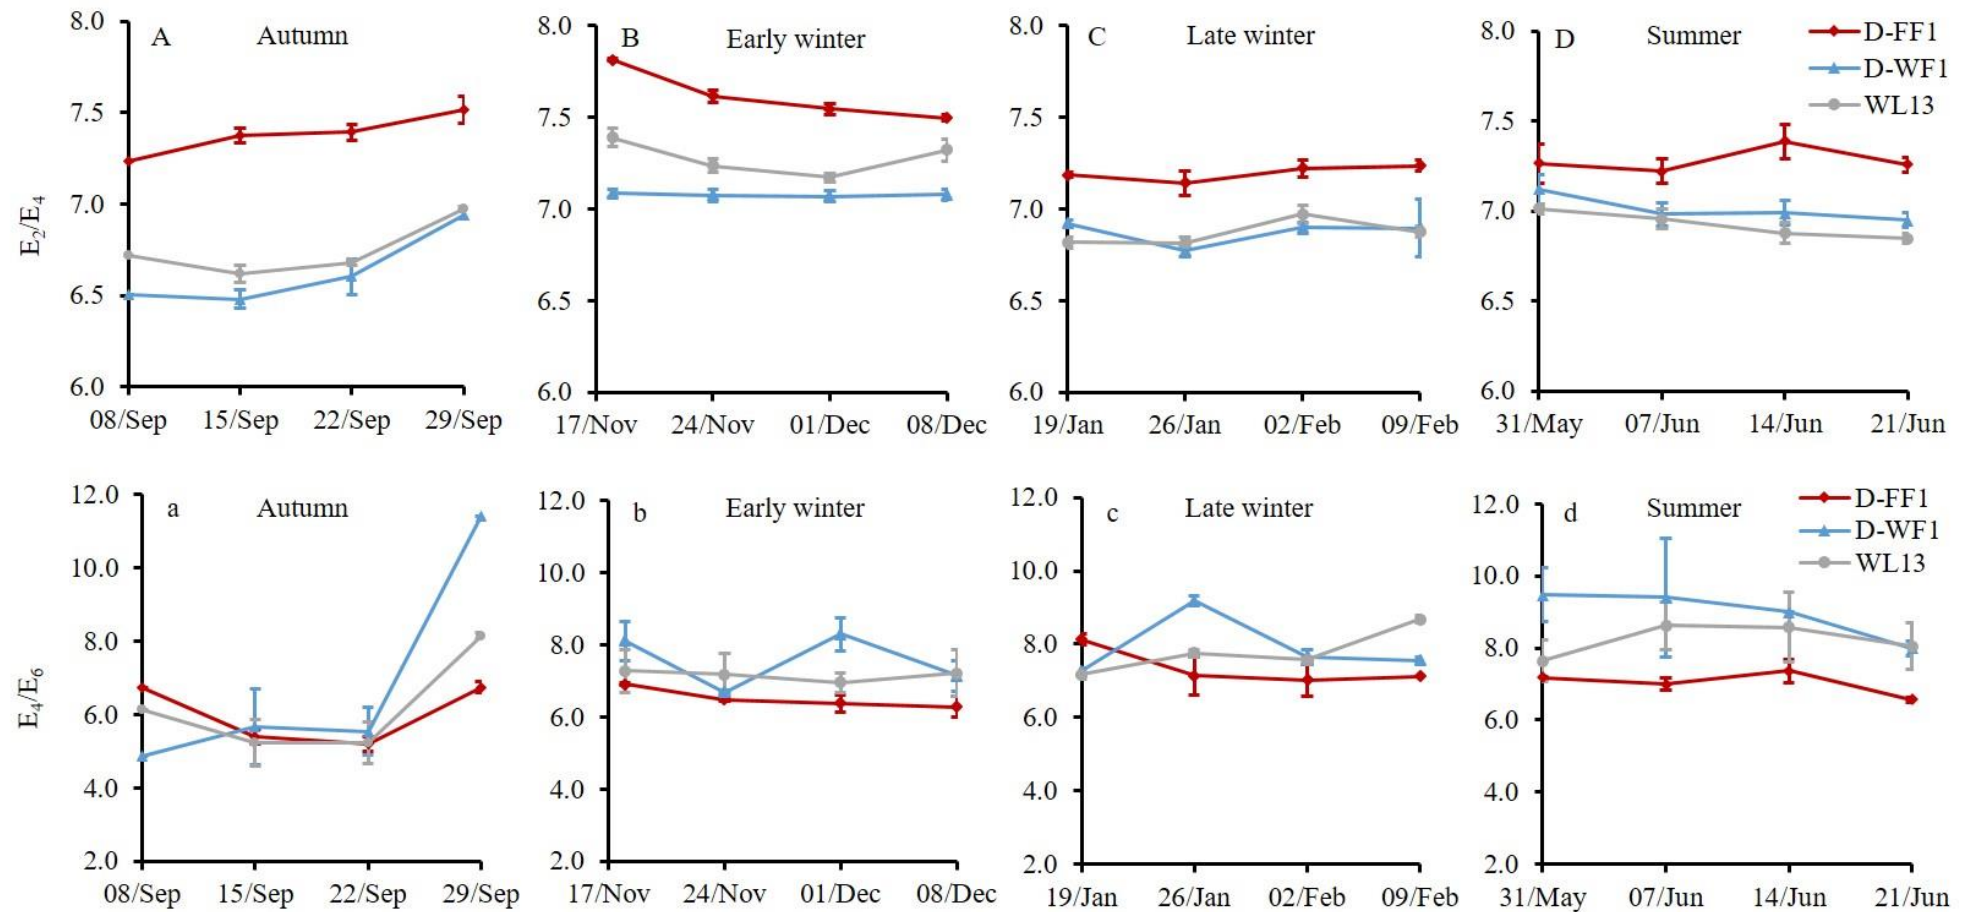 A Autumn
8.0
7.5
7.0
6.5
6.0
E2/E4
08/Sep 15/Sep 22/Sep 29/Sep
B Early winter
8.0
7.5
7.0
6.5
6.0
17/Nov 24/Nov 01/Dec 08/Dec
C Late winter
8.0
7.5
7.0
6.5
6.0
19/Jan 26/Jan 02/Feb 09/Feb
D Summer
8.0
7.5
7.0
6.5
6.0
31/May 07/Jun 14/Jun 21/Jun
D-FF1
D-WF1
WL13
a Autumn
12.0
10.0
8.0
6.0
4.0
2.0
E4/E6
08/Sep 15/Sep 22/Sep 29/Sep
b Early winter
12.0
10.0
8.0
6.0
4.0
2.0
17/Nov 24/Nov 01/Dec 08/Dec
c Late winter
12.0
10.0
8.0
6.0
4.0
2.0
19/Jan 26/Jan 02/Feb 09/Feb
d Summer
12.0
10.0
8.0
6.0
4.0
2.0
31/May 07/Jun 14/Jun 21/Jun
D-FF1
D-WF1
WL13